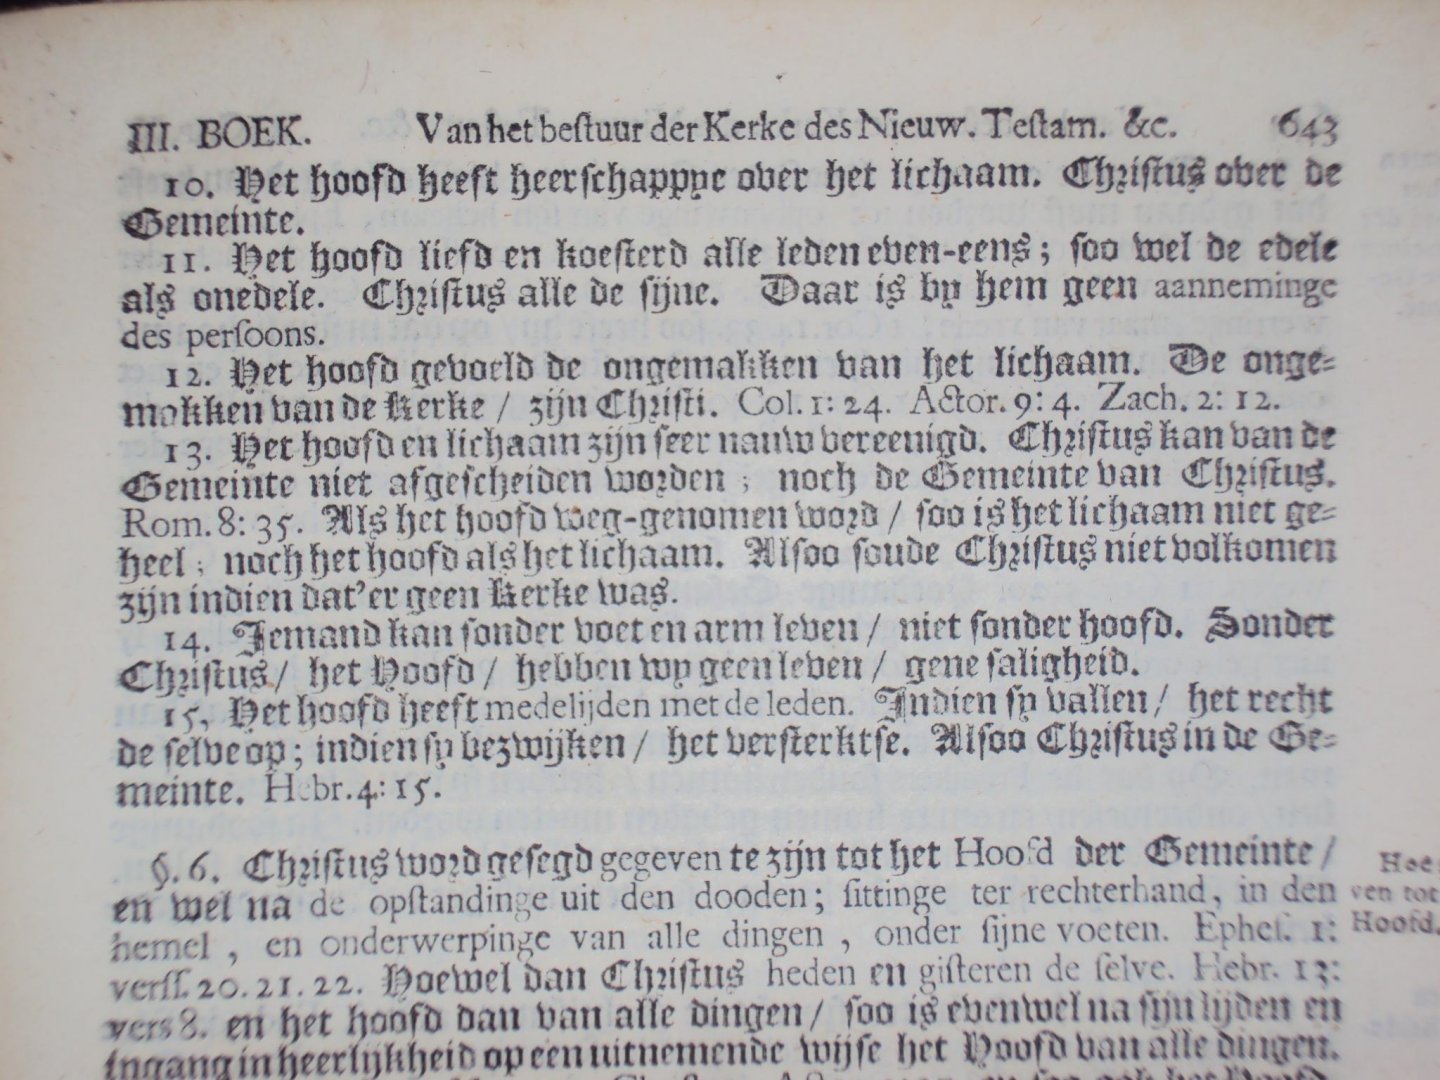 III. BOEK. Van het bestuur der Kerke des Nieuw. Testam. &c. 643
10. Het hoofd heeft heerschappye over het lichaam. Christus over de
Gemeinte.
11. Het hoofd liefd en koesterd alle leden even-eens; soo wel de edele
als onedele. Christus alle de sijne. Daar is by hem geen aanneminge
des persoons.
12. Het hoofd gevoeld de ongemakken van het lichaam. De onge-
makken van de Kerke / zijn Christi. Col. 1: 24. Actor. 9: 4. Zach. 2: 12.
13. Het hoofd en lichaam zijn seer nauw vereenigd. Christus kan van de
Gemeinte niet afgescheiden worden; noch de Gemeinte van Christus.
Rom. 8: 35. Als het hoofd weg-genomen word / soo is het lichaam niet ge-
heel; noch het hoofd als het lichaam. Alsoo soude Christus niet volkomen
zijn indien dat'er geen Kerke was.
14. Iemand kan sonder voet en arm leven / niet sonder hoofd. Sonder
Christus / het Hoofd / hebben wy geen leven / gene saligheid.
15. Het hoofd heeft medelijden met de leden. Indien sy vallen / het recht
de selve op; indien sy bezwijken / het versterktse. Alsoo Christus in de Ge-
meinte. Hebr. 4: 15.
§. 6. Christus word gesegd gegeven te zijn tot het Hoofd der Gemeinte /
en wel na de opstandinge uit den dooden; sittinge ter rechterhand, in den
hemel, en onderwerpinge van alle dingen, onder sijne voeten. Ephes. 1:
verss. 20. 21. 22. Hoewel dan Christus heden en gisteren de selve. Hebr. 13:
vers 8. en het hoofd dan van alle dingen / soo is evenwel na sijn lijden en
ingang in heerlijkheid op een uitnemende wijse het Hoofd van alle dingen.
Hoe
ven tot
Hoofd.